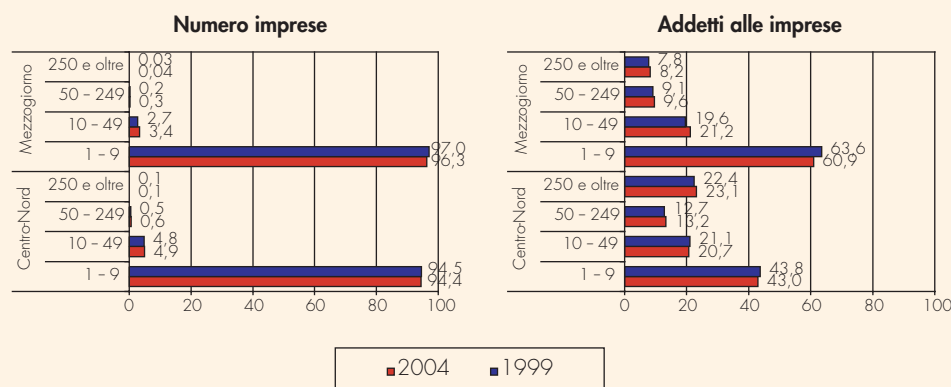 Numero imprese
Mezzogiorno
250 e oltre
0,03
0,04
50 – 249
0,2
0,3
10 – 49
2,7
3,4
1 – 9
97,0
96,3
Centro-Nord
250 e oltre
0,1
0,1
50 – 249
0,5
0,6
10 – 49
4,8
4,9
1 – 9
94,5
94,4
0 20 40 60 80 100
Addetti alle imprese
Mezzogiorno
250 e oltre
7,8
8,2
50 – 249
9,1
9,6
10 – 49
19,6
21,2
1 – 9
63,6
60,9
Centro-Nord
250 e oltre
22,4
23,1
50 – 249
12,7
13,2
10 – 49
21,1
20,7
1 – 9
43,8
43,0
0 20 40 60 80 100
2004 1999